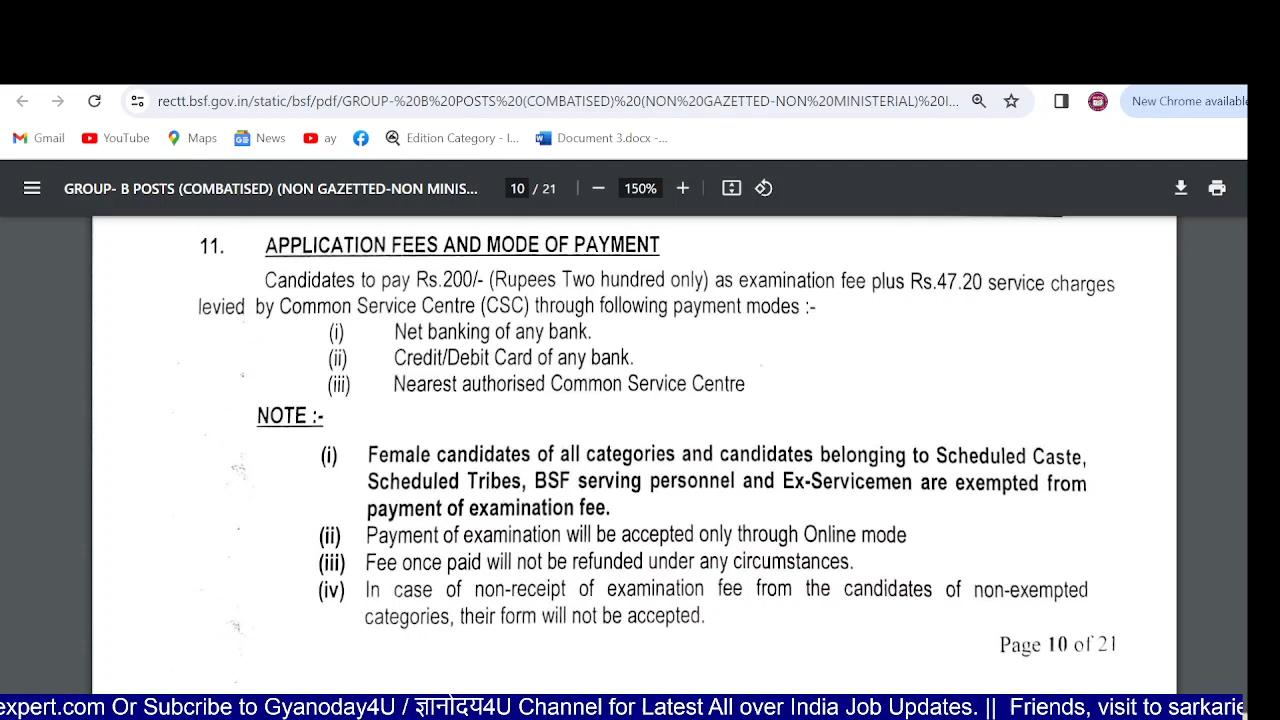 rectt.bsf.gov.in/static/bsf/pdf/GROUP-%20B%20POSTS%20(COMBATISED)%20(NON%20GAZETTED-NON%20MINISTERIAL)%20I...
New Chrome available
Gmail YouTube Maps News ay Edition Category - I... Document 3.docx -...
GROUP- B POSTS (COMBATISED) (NON GAZETTED-NON MINIS... 10 / 21 150%
11. APPLICATION FEES AND MODE OF PAYMENT
Candidates to pay Rs.200/- (Rupees Two hundred only) as examination fee plus Rs.47.20 service charges
levied by Common Service Centre (CSC) through following payment modes :-
(i) Net banking of any bank.
(ii) Credit/Debit Card of any bank.
(iii) Nearest authorised Common Service Centre
NOTE :-
(i) Female candidates of all categories and candidates belonging to Scheduled Caste,
Scheduled Tribes, BSF serving personnel and Ex-Servicemen are exempted from
payment of examination fee.
(ii) Payment of examination will be accepted only through Online mode
(iii) Fee once paid will not be refunded under any circumstances.
(iv) In case of non-receipt of examination fee from the candidates of non-exempted
categories, their form will not be accepted.
Page 10 of 21
expert.com Or Subcribe to Gyanoday4U / ज्ञानोदय4U Channel for Latest All over India Job Updates. || Friends, visit to sarkarie